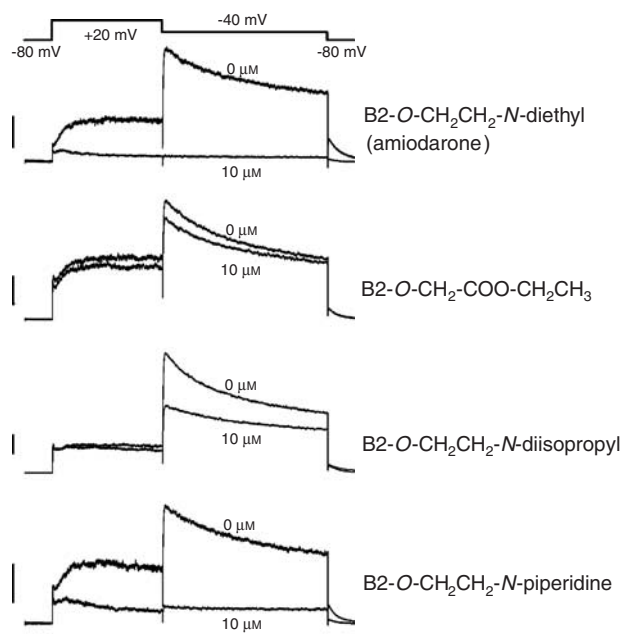 -80 mV
+20 mV
-40 mV
-80 mV
0 µM
10 µM
B2-O-CH₂CH₂-N-diethyl
(amiodarone)
0 µM
10 µM
B2-O-CH₂-COO-CH₂CH₃
0 µM
10 µM
B2-O-CH₂CH₂-N-diisopropyl
0 µM
10 µM
B2-O-CH₂CH₂-N-piperidine